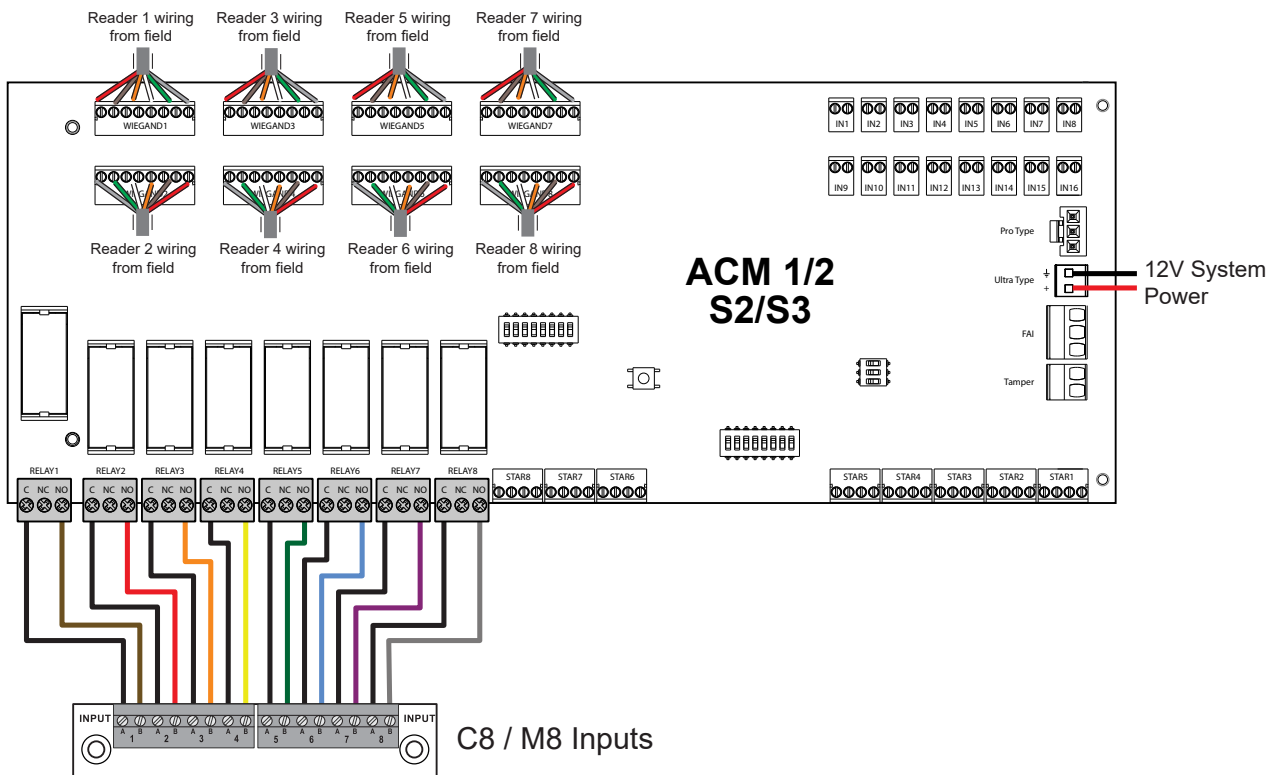 Reader 1 wiring
from field
Reader 3 wiring
from field
Reader 5 wiring
from field
Reader 7 wiring
from field
WIEGAND1
WIEGAND3
WIEGAND5
WIEGAND7
IN1 IN2 IN3 IN4 IN5 IN6 IN7 IN8
IN9 IN10 IN11 IN12 IN13 IN14 IN15 IN16
Reader 2 wiring
from field
Reader 4 wiring
from field
Reader 6 wiring
from field
Reader 8 wiring
from field
ACM 1/2
S2/S3
Pro Type
Ultra Type
+
12V System
Power
FAI
Tamper
RELAY1 RELAY2 RELAY3 RELAY4 RELAY5 RELAY6 RELAY7 RELAY8
C NC NO C NC NO C NC NO C NC NO C NC NO C NC NO C NC NO C NC NO
STAR8 STAR7 STAR6
STAR5 STAR4 STAR3 STAR2 STAR1
INPUT
INPUT
A B A B A B A B A B A B A B A B
1 2 3 4 5 6 7 8
C8 / M8 Inputs